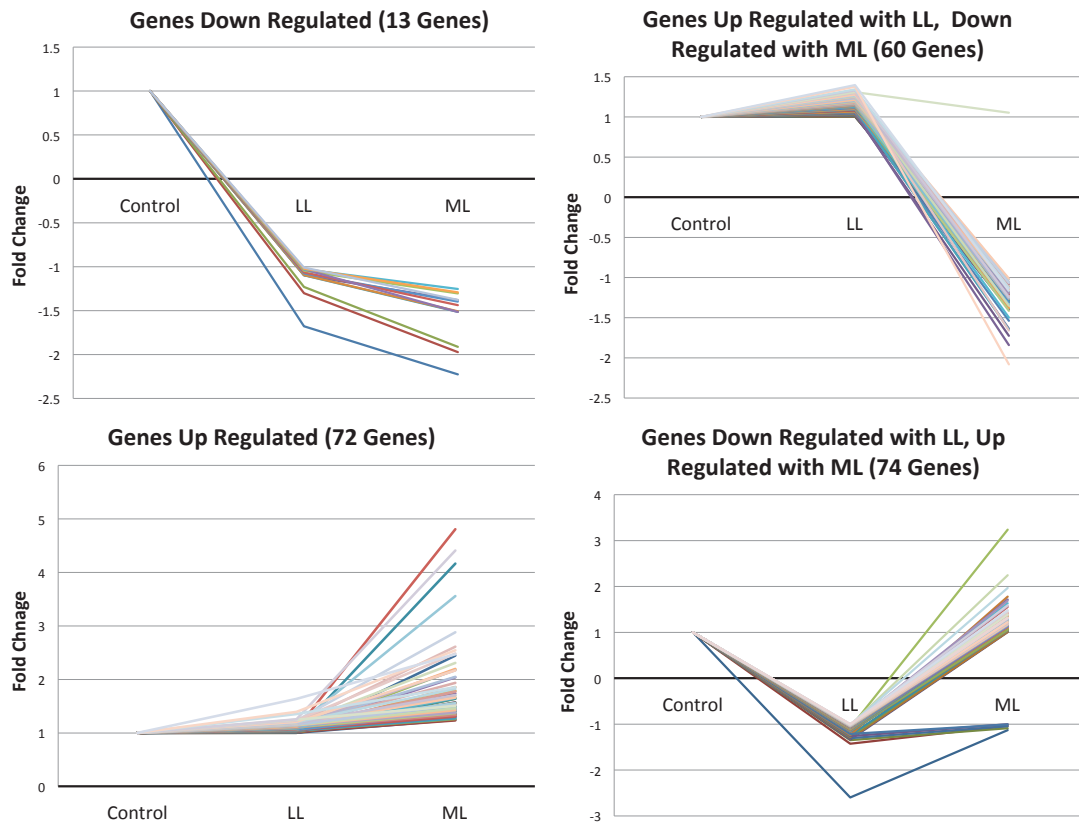 Genes Down Regulated (13 Genes)
1.5
1
0.5
0
-0.5
-1
-1.5
-2
-2.5
Fold Change
Control LL ML
Genes Up Regulated with LL, Down
Regulated with ML (60 Genes)
1.5
1
0.5
0
-0.5
-1
-1.5
-2
-2.5
Fold Change
Control LL ML
Genes Up Regulated (72 Genes)
6
5
4
3
2
1
0
Fold Chnage
Control LL ML
Genes Down Regulated with LL, Up
Regulated with ML (74 Genes)
4
3
2
1
0
-1
-2
-3
Fold Change
Control LL ML